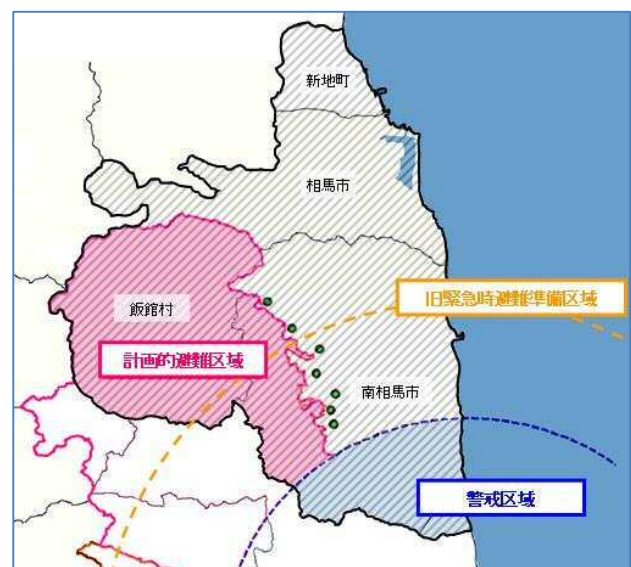 新地町
相馬市
旧緊急時避難準備区域
飯舘村
計画的避難区域
南相馬市
警戒区域